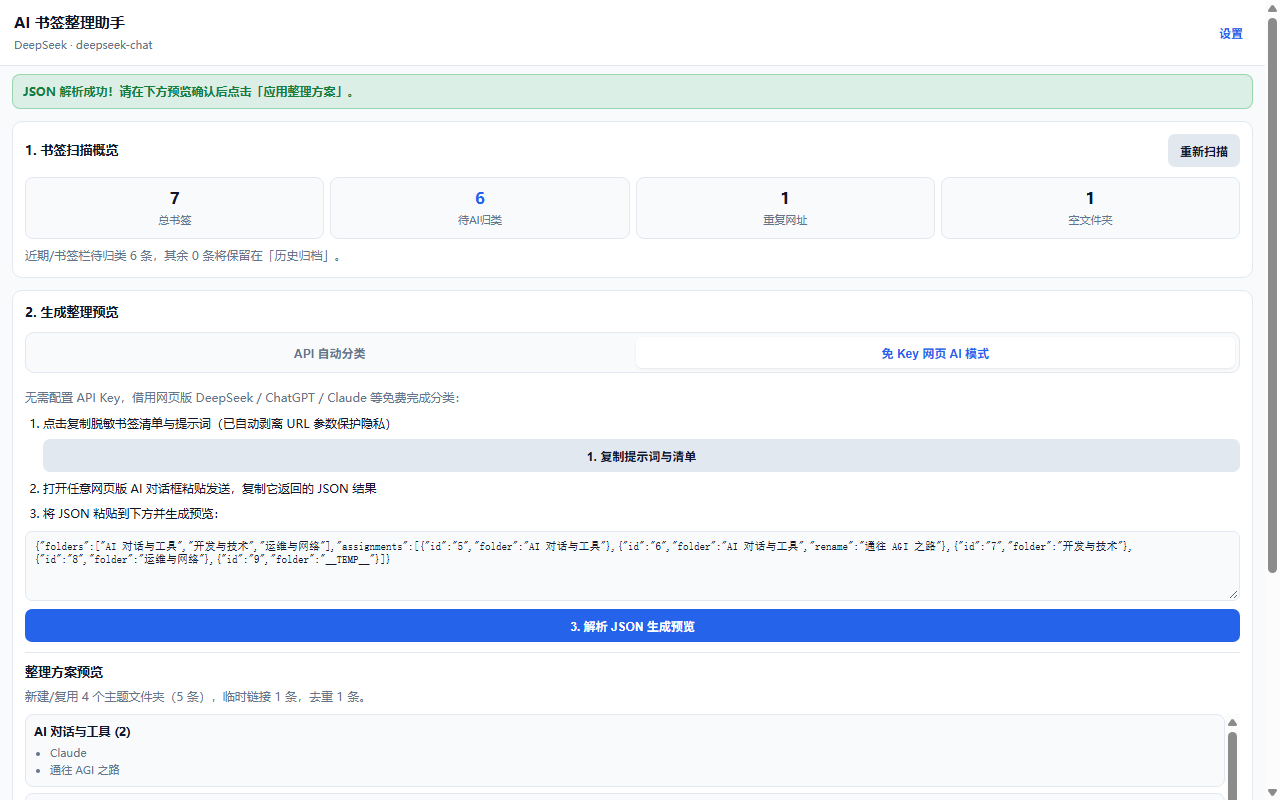 AI 书签整理助手
DeepSeek · deepseek-chat
设置
JSON 解析成功！请在下方预览确认后点击「应用整理方案」。
1. 书签扫描概览
重新扫描
7
总书签
6
待AI归类
1
重复网址
1
空文件夹
近期/书签栏待归类 6 条，其余 0 条将保留在「历史归档」。
2. 生成整理预览
API 自动分类
免 Key 网页 AI 模式
无需配置 API Key，借用网页版 DeepSeek / ChatGPT / Claude 等免费完成分类：
1. 点击复制脱敏书签清单与提示词（已自动剥离 URL 参数保护隐私）
1. 复制提示词与清单
2. 打开任意网页版 AI 对话框粘贴发送，复制它返回的 JSON 结果
3. 将 JSON 粘贴到下方并生成预览：
{"folders":["AI 对话与工具","开发与技术","运维与网络"],"assignments":[{"id":"5","folder":"AI 对话与工具"},{"id":"6","folder":"AI 对话与工具","rename":"通往 AGI 之路"},{"id":"7","folder":"开发与技术"},
{"id":"8","folder":"运维与网络"},{"id":"9","folder":"__TEMP__"}]}
3. 解析 JSON 生成预览
整理方案预览
新建/复用 4 个主题文件夹（5 条），临时链接 1 条，去重 1 条。
AI 对话与工具 (2)
• Claude
• 通往 AGI 之路